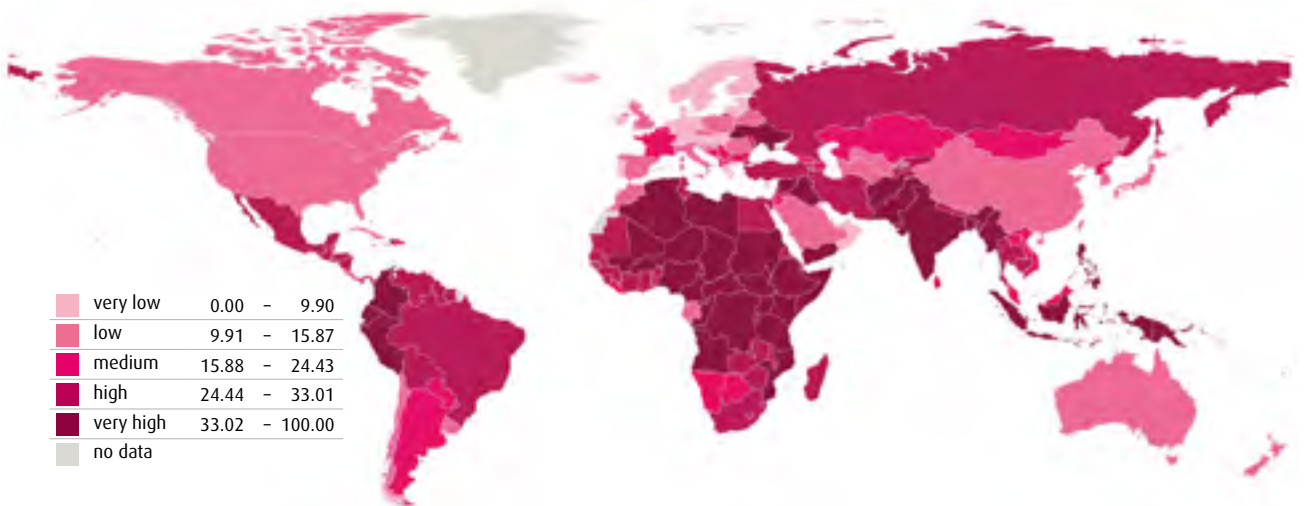 very low 0.00 – 9.90
low 9.91 – 15.87
medium 15.88 – 24.43
high 24.44 – 33.01
very high 33.02 – 100.00
no data